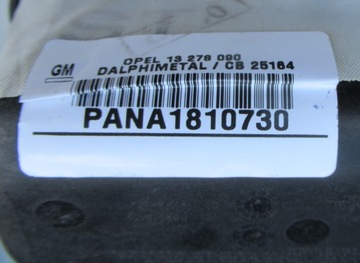 GM
OPEL 13 278 090
DALPHIMETAL / CB 25164
PANA1810730